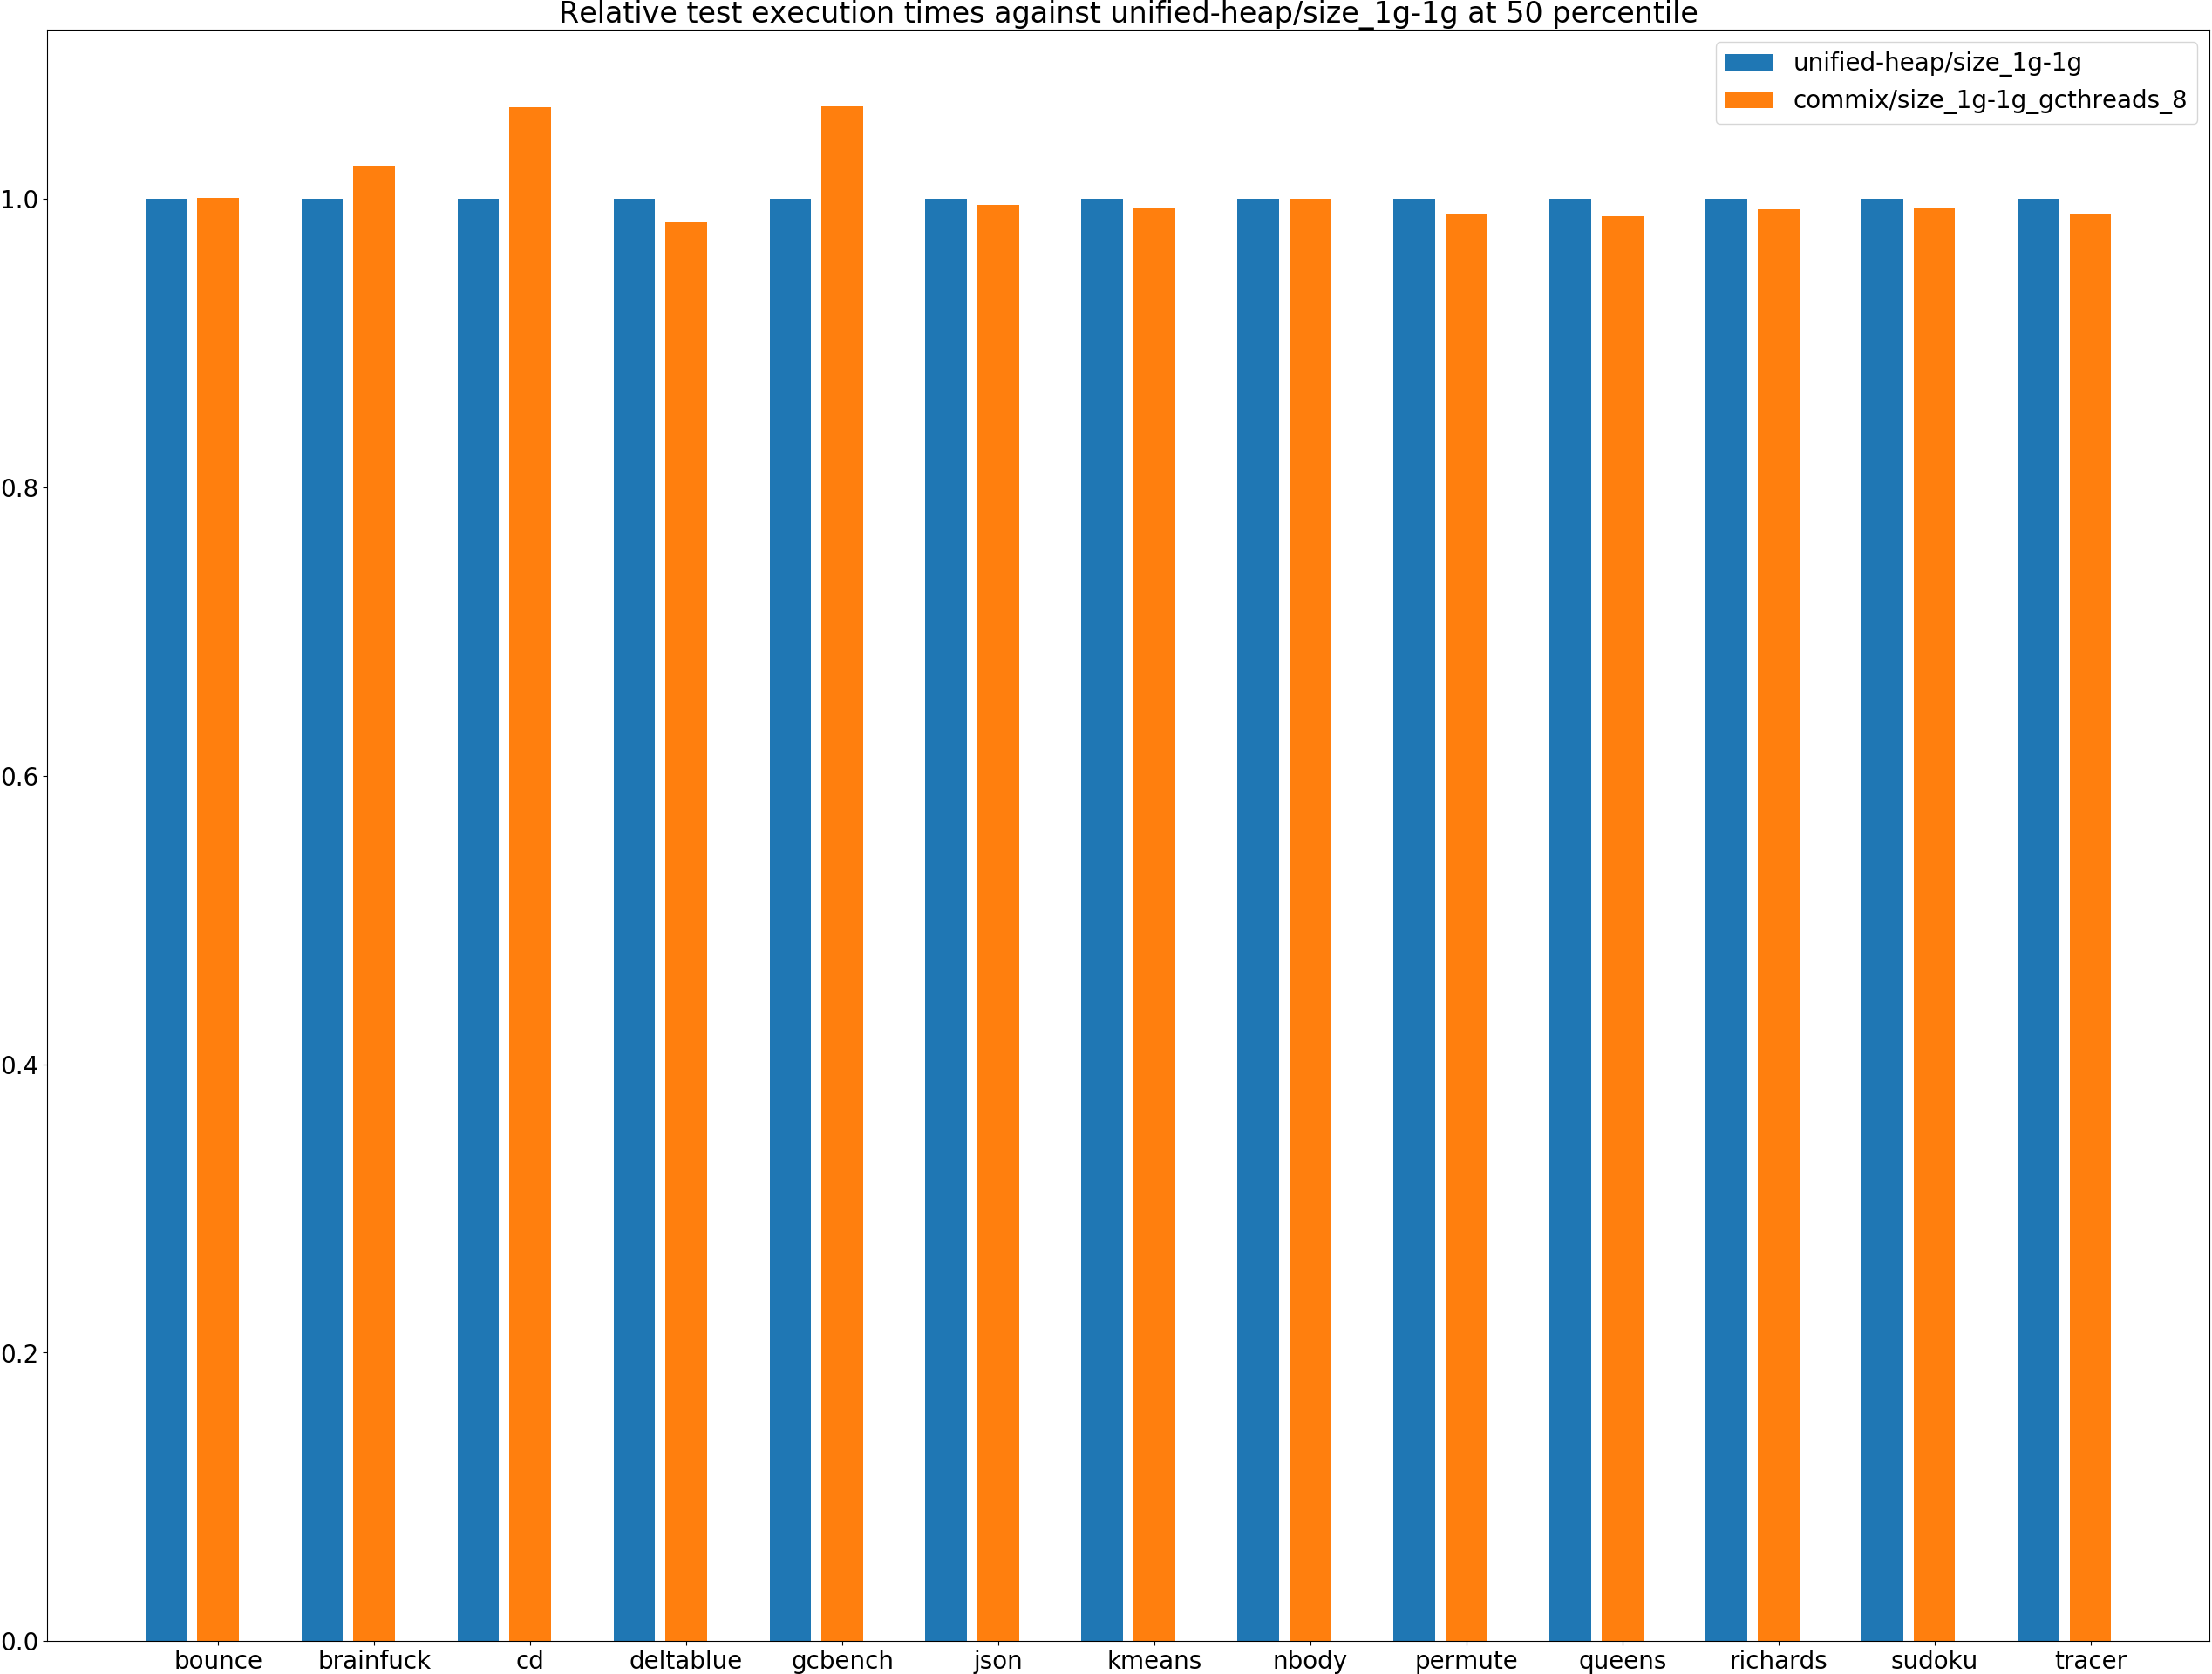 Relative test execution times against unified-heap/size_1g-1g at 50 percentile
unified-heap/size_1g-1g
commix/size_1g-1g_gcthreads_8
1.0
0.8
0.6
0.4
0.2
0.0
bounce brainfuck cd deltablue gcbench json kmeans nbody permute queens richards sudoku tracer